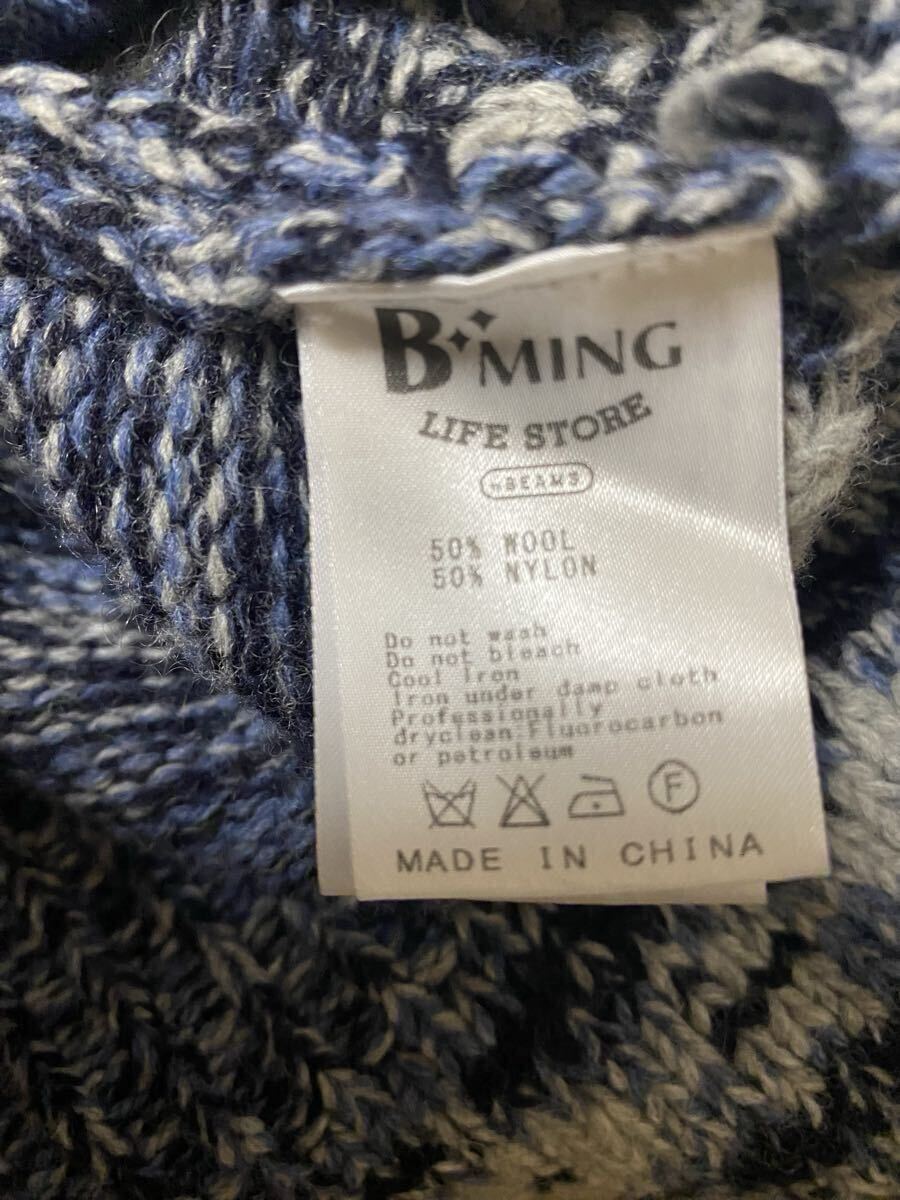 B MING
LIFE STORE
by BEAMS
50% WOOL
50% NYLON
Do not wash
Do not bleach
Cool Iron
Iron under damp cloth
Professionally
dryclean:Fluorocarbon
or petroleum
F
MADE IN CHINA